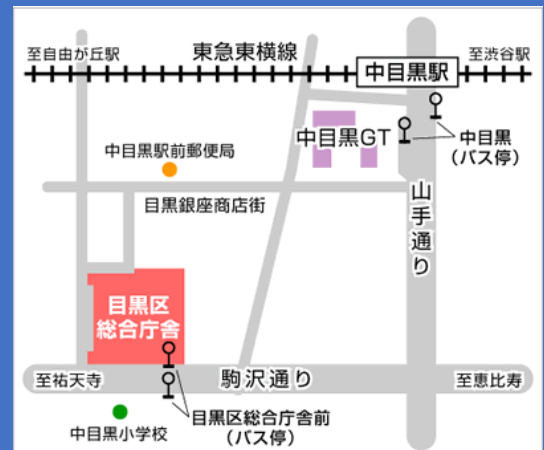 東急東横線
至自由が丘駅
至渋谷駅
中目黒駅
中目黒GT
中目黒
(バス停)
中目黒駅前郵便局
目黒銀座商店街
山手通り
目黒区
総合庁舎
至祐天寺
駒沢通り
至恵比寿
目黒区総合庁舎前
(バス停)
中目黒小学校